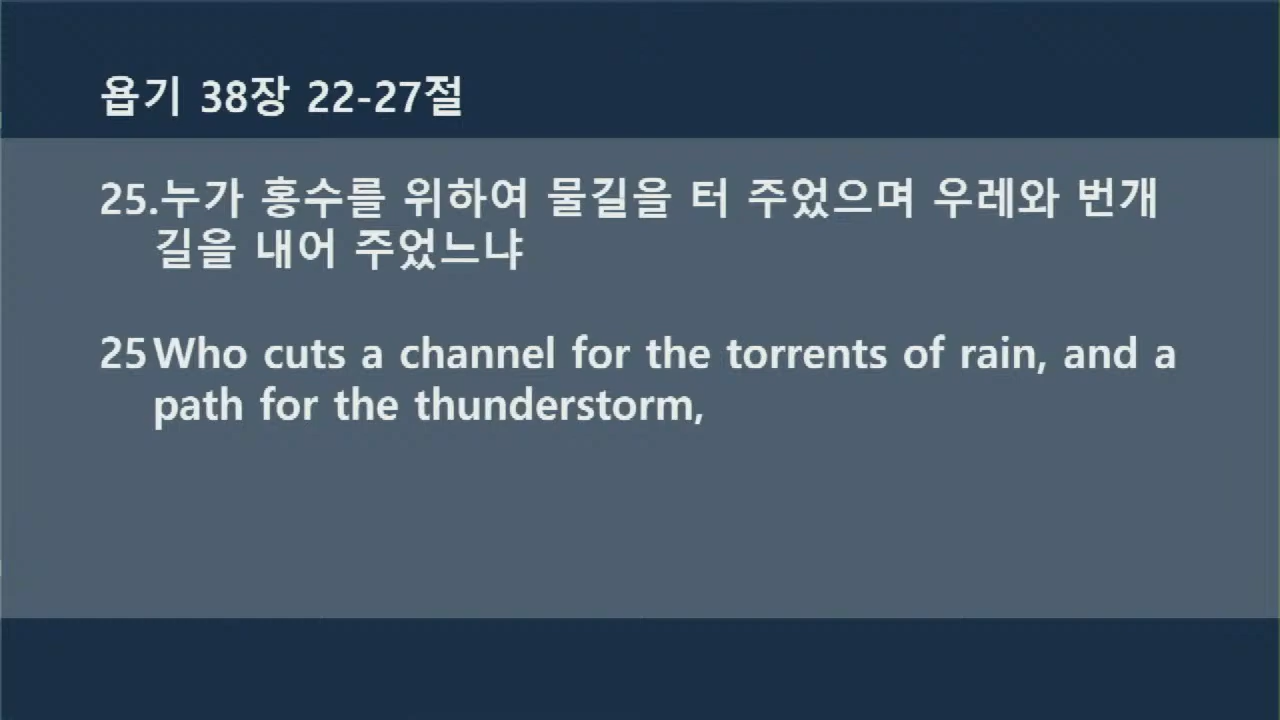 욥기 38장 22-27절
25.누가 홍수를 위하여 물길을 터 주었으며 우레와 번개
길을 내어 주었느냐
25 Who cuts a channel for the torrents of rain, and a
path for the thunderstorm,